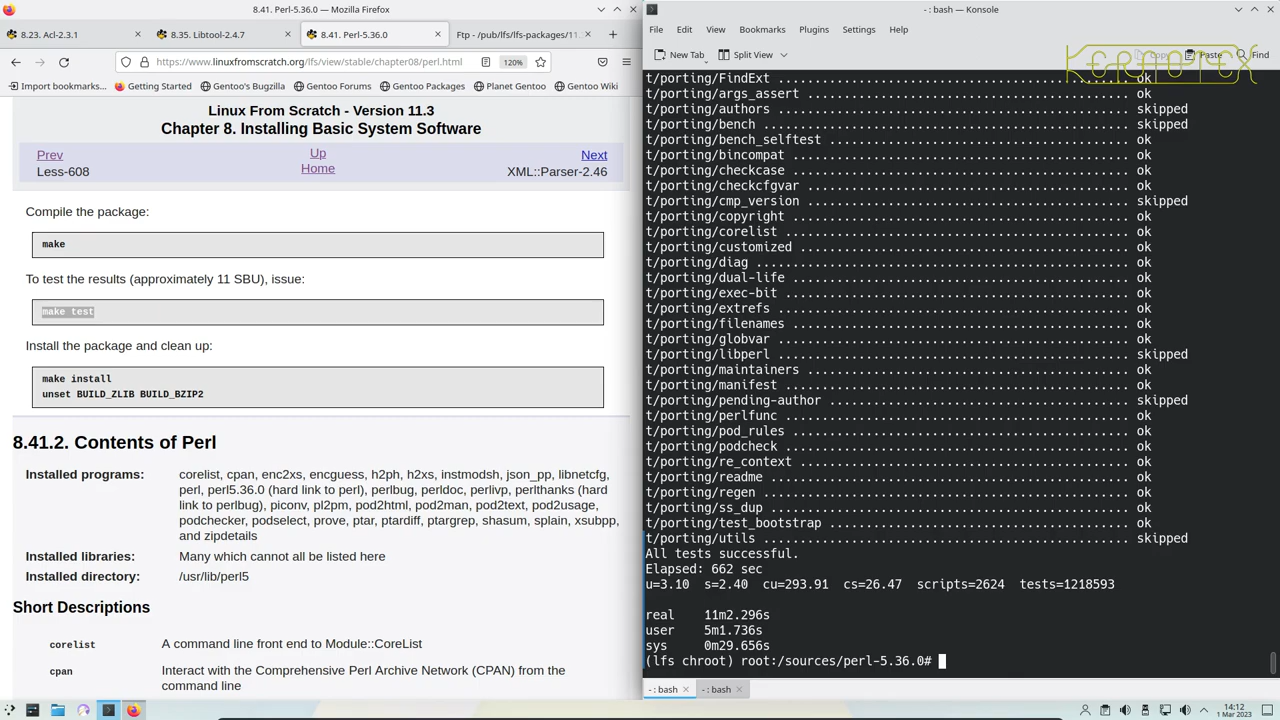 8.41. Perl-5.36.0 — Mozilla Firefox
8.23. Acl-2.3.1
8.35. Libtool-2.4.7
8.41. Perl-5.36.0
Ftp - /pub/lfs/lfs-packages/11.
https://www.linuxfromscratch.org/lfs/view/stable/chapter08/perl.html
120%
Import bookmarks...
Getting Started
Gentoo's Bugzilla
Gentoo Forums
Gentoo Packages
Planet Gentoo
Gentoo Wiki
Linux From Scratch - Version 11.3
Chapter 8. Installing Basic System Software
Prev
Up
Next
Less-608
Home
XML::Parser-2.46
Compile the package:
make
To test the results (approximately 11 SBU), issue:
make test
Install the package and clean up:
make install
unset BUILD_ZLIB BUILD_BZIP2
8.41.2. Contents of Perl
Installed programs: corelist, cpan, enc2xs, encguess, h2ph, h2xs, instmodsh, json_pp, libnetcfg,
perl, perl5.36.0 (hard link to perl), perlbug, perldoc, perlivp, perlthanks (hard
link to perlbug), piconv, pl2pm, pod2html, pod2man, pod2text, pod2usage,
podchecker, podselect, prove, ptar, ptardiff, ptargrep, shasum, splain, xsubpp,
and zipdetails
Installed libraries: Many which cannot all be listed here
Installed directory: /usr/lib/perl5
Short Descriptions
corelist A command line front end to Module::CoreList
cpan Interact with the Comprehensive Perl Archive Network (CPAN) from the
command line
- : bash — Konsole
File Edit View Bookmarks Plugins Settings Help
New Tab Split View Copy Paste Find
KERNOTEX
t/porting/FindExt .................................................. ok
t/porting/args_assert .............................................. ok
t/porting/authors .................................................. skipped
t/porting/bench .................................................... skipped
t/porting/bench_selftest ........................................... ok
t/porting/bincompat ................................................ ok
t/porting/checkcase ................................................ ok
t/porting/checkcfgvar .............................................. ok
t/porting/cmp_version .............................................. skipped
t/porting/copyright ................................................ ok
t/porting/corelist ................................................. ok
t/porting/customized ............................................... ok
t/porting/diag ..................................................... ok
t/porting/dual-life ................................................ ok
t/porting/exec-bit ................................................. ok
t/porting/extrefs .................................................. ok
t/porting/filenames ................................................ ok
t/porting/globvar .................................................. ok
t/porting/libperl .................................................. skipped
t/porting/maintainers .............................................. ok
t/porting/manifest ................................................. ok
t/porting/pending-author ........................................... skipped
t/porting/perlfunc ................................................. ok
t/porting/pod_rules ................................................ ok
t/porting/podcheck ................................................. ok
t/porting/re_context ............................................... ok
t/porting/readme ................................................... ok
t/porting/regen .................................................... ok
t/porting/ss_dup ................................................... ok
t/porting/test_bootstrap ........................................... ok
t/porting/utils .................................................... skipped
All tests successful.
Elapsed: 662 sec
u=3.10 s=2.40 cu=293.91 cs=26.47 scripts=2624 tests=1218593
real 11m2.296s
user 5m1.736s
sys 0m29.656s
(lfs chroot) root:/sources/perl-5.36.0#
- : bash
- : bash
14:12
1 Mar 2023